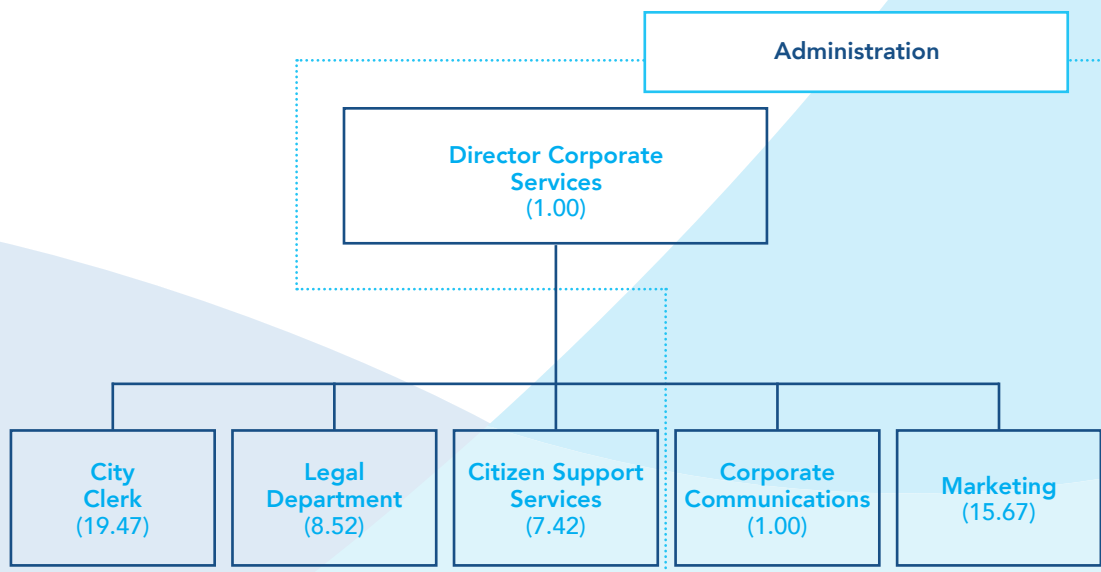 Administration
Director Corporate
Services
(1.00)
City
Clerk
(19.47)
Legal
Department
(8.52)
Citizen Support
Services
(7.42)
Corporate
Communications
(1.00)
Marketing
(15.67)